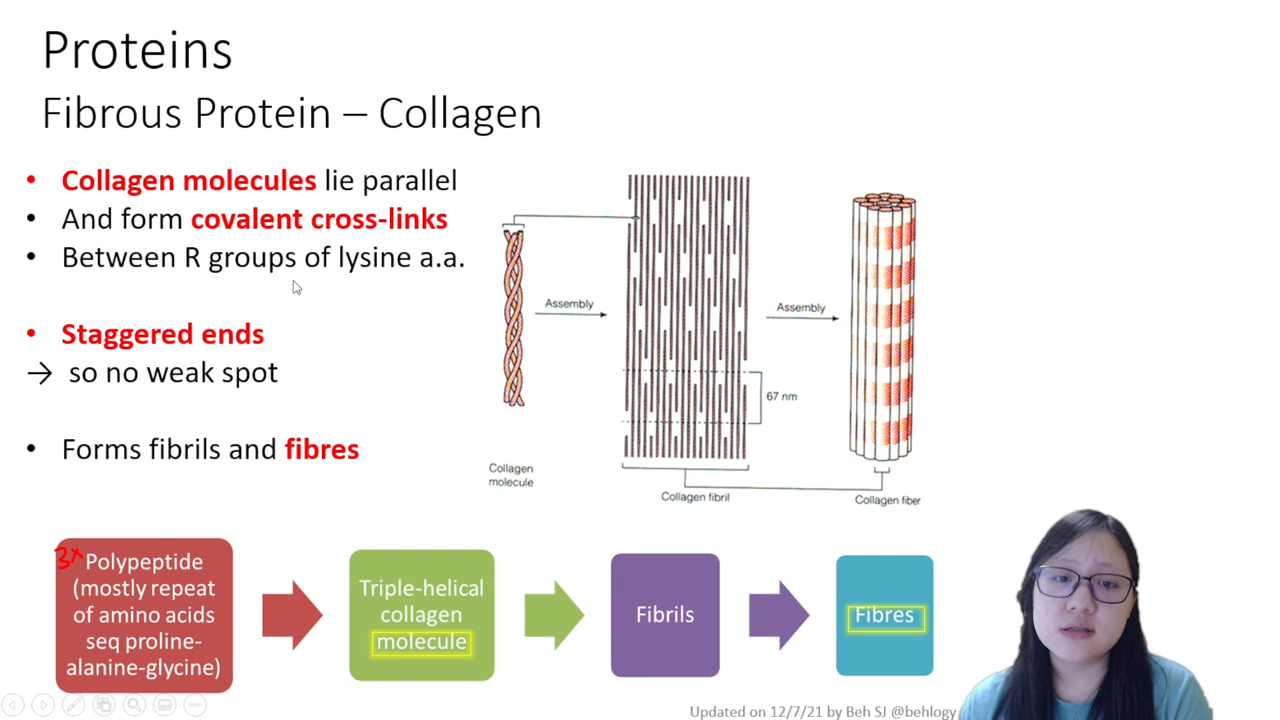 Proteins
Fibrous Protein – Collagen
• Collagen molecules lie parallel
• And form covalent cross-links
• Between R groups of lysine a.a.
• Staggered ends
→ so no weak spot
• Forms fibrils and fibres
Assembly
Assembly
67 nm
Collagen
molecule
Collagen fibril
Collagen fiber
3x Polypeptide
(mostly repeat
of amino acids
seq proline-
alanine-glycine)
Triple-helical
collagen
molecule
Fibrils
Fibres
Updated on 12/7/21 by Beh SJ @behlogy